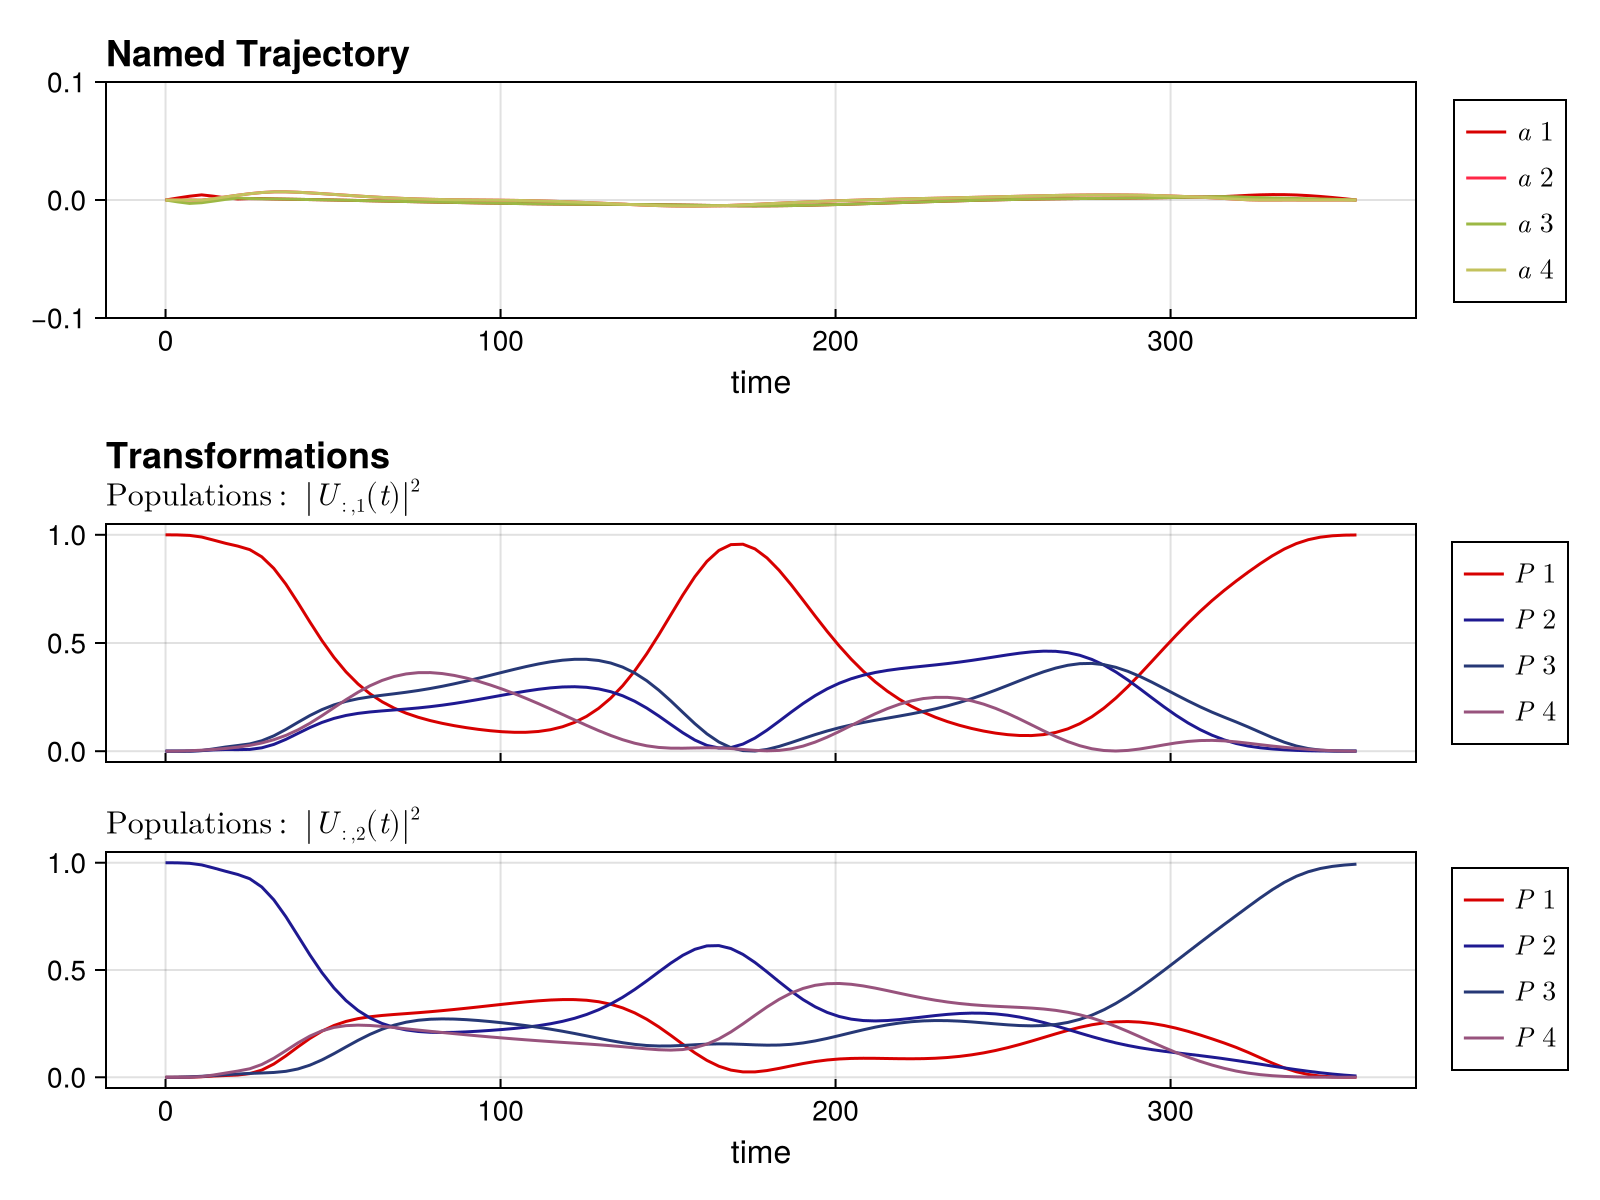 Named Trajectory
0.1
0.0
−0.1
0 100 200 300
time
a 1
a 2
a 3
a 4
Transformations
Populations: |U:,1(t)|²
1.0
0.5
0.0
P 1
P 2
P 3
P 4
Populations: |U:,2(t)|²
1.0
0.5
0.0
0 100 200 300
time
P 1
P 2
P 3
P 4